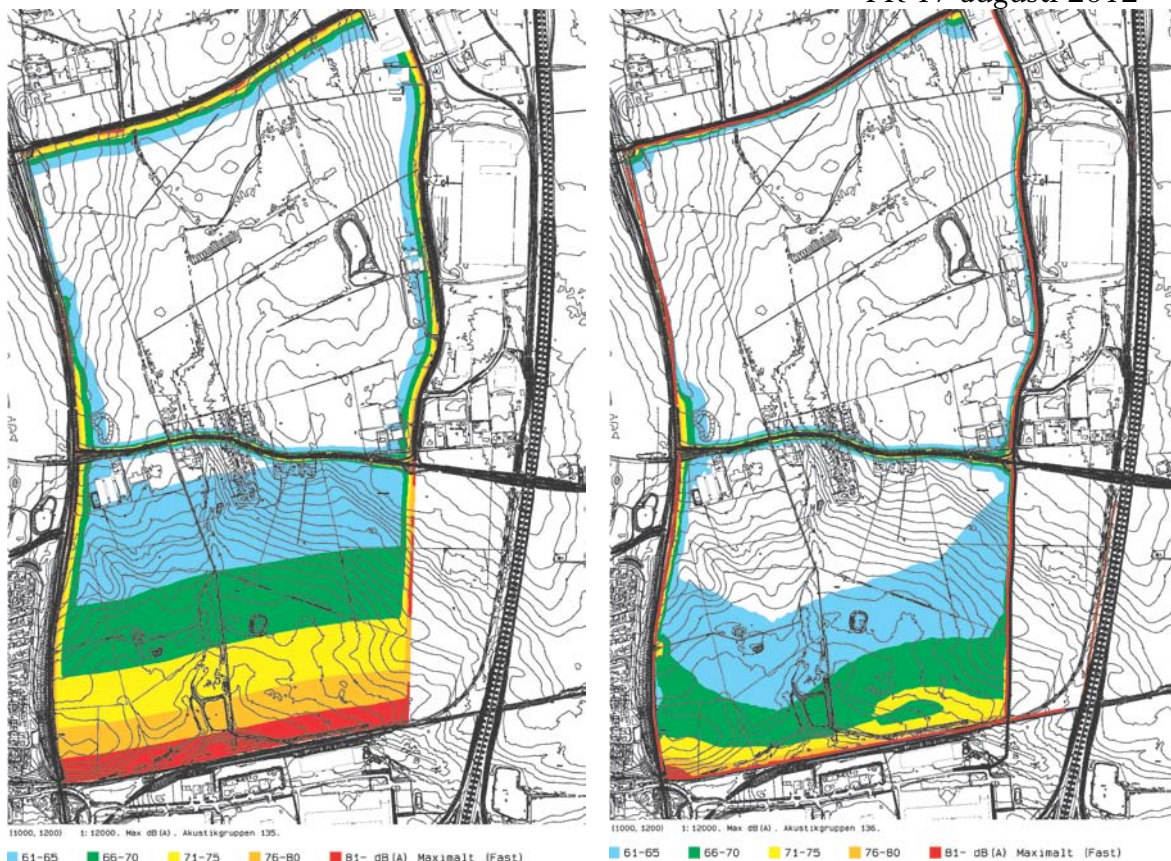 17 augusti 2012
(1000, 1200) 1:12000. Max dB(A). Akustikgruppen 135.
61-65 66-70 71-75 76-80 81- dB(A) Maximalt (Fast)
(1000, 1200) 1:12000. Max dB(A). Akustikgruppen 136.
61-65 66-70 71-75 76-80 81- dB(A) Maximalt (Fast)